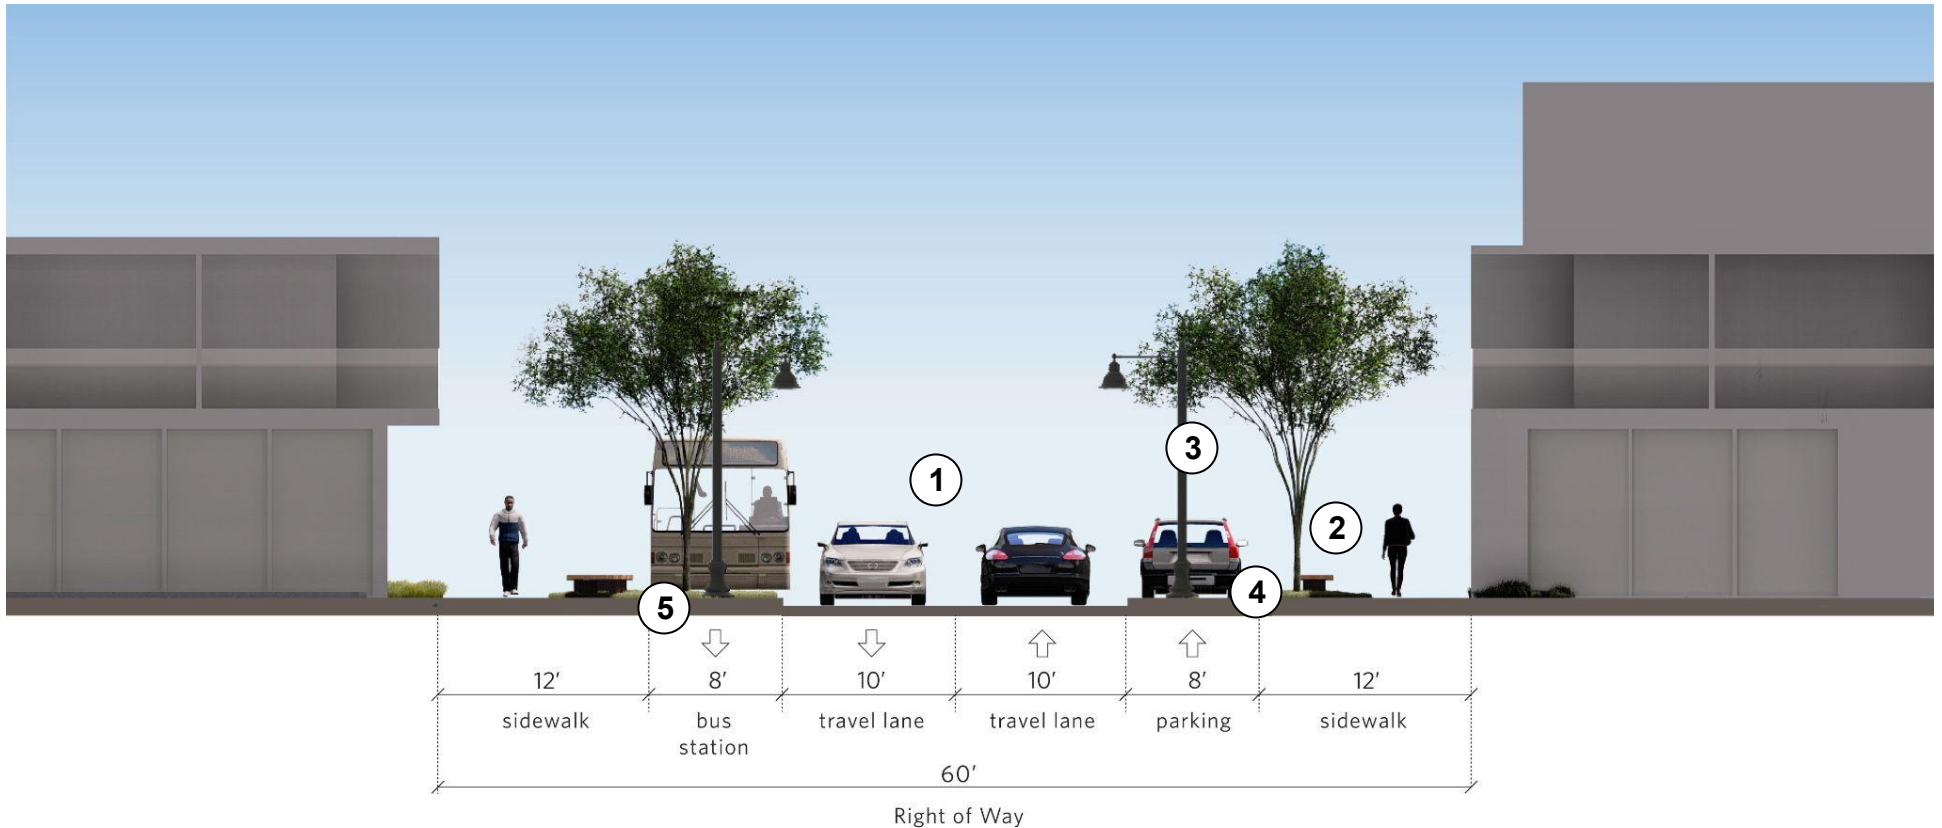 1
3
2
4
5
12' 8' 10' 10' 8' 12'
sidewalk bus station travel lane travel lane parking sidewalk
60'
Right of Way